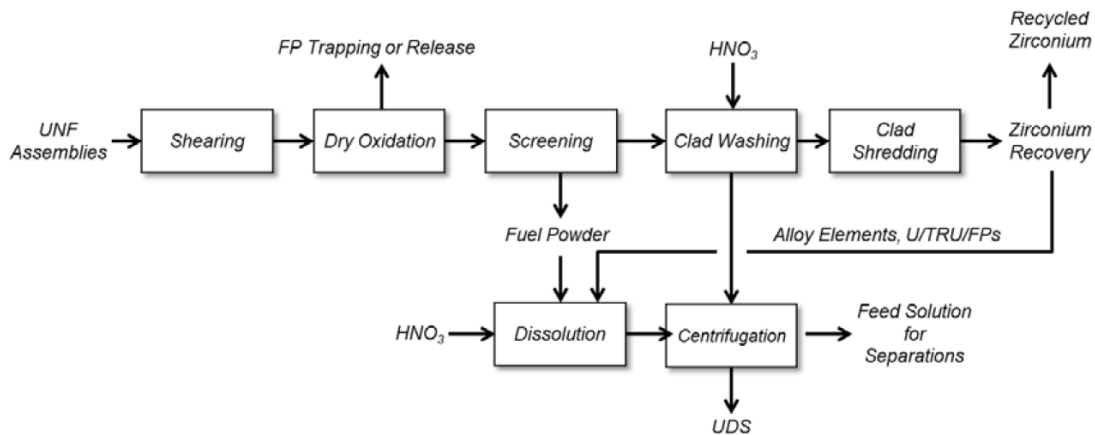 Recycled
Zirconium
FP Trapping or Release
HNO₃
UNF
Assemblies
Shearing
Dry Oxidation
Screening
Clad Washing
Clad
Shredding
Zirconium
Recovery
Fuel Powder
Alloy Elements, U/TRU/FPs
HNO₃
Dissolution
Centrifugation
Feed Solution
for
Separations
UDS